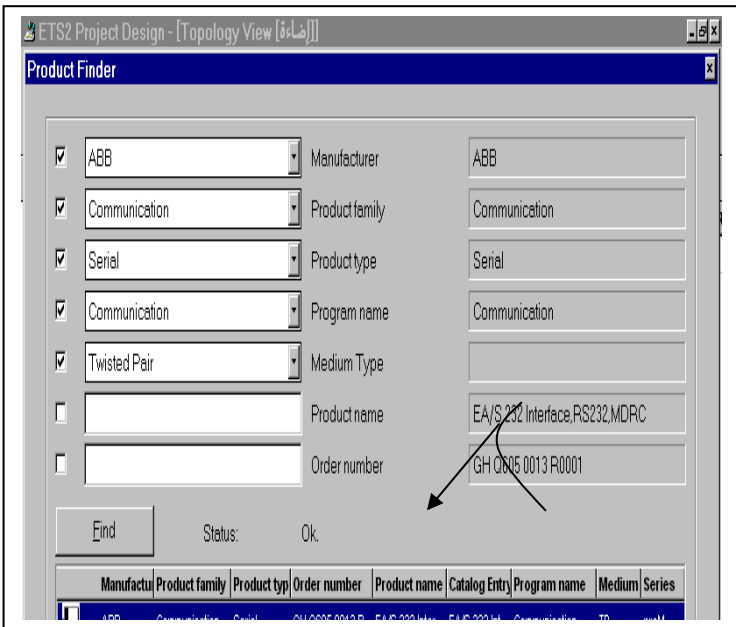 ETS2 Project Design - [Topology View [إضاءة]]
Product Finder
ABB Manufacturer ABB
Communication Product family Communication
Serial Product type Serial
Communication Program name Communication
Twisted Pair Medium Type
Product name EA/S 232 Interface,RS232,MDRC
Order number GH Q605 0013 R0001
Find Status: Ok.
Manufactu Product family Product typ Order number Product name Catalog Entry Program name Medium Series